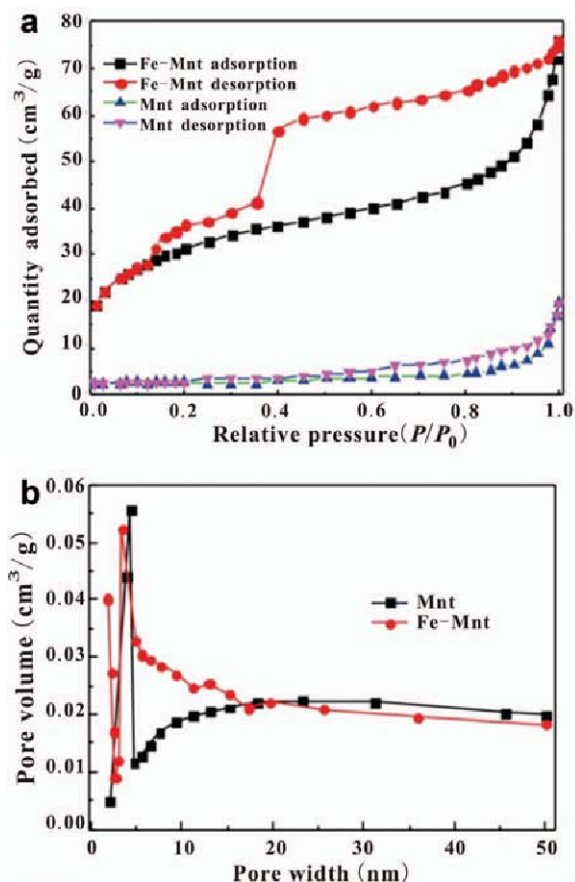 a
80
70
60
50
40
30
20
10
0
Quantity adsorbed (cm³/g)
Fe-Mnt adsorption
Fe-Mnt desorption
Mnt adsorption
Mnt desorption
0.0 0.2 0.4 0.6 0.8 1.0
Relative pressure(P/P₀)
b
0.06
0.05
0.04
0.03
0.02
0.01
0.00
Pore volume (cm³/g)
Mnt
Fe-Mnt
0 10 20 30 40 50
Pore width (nm)